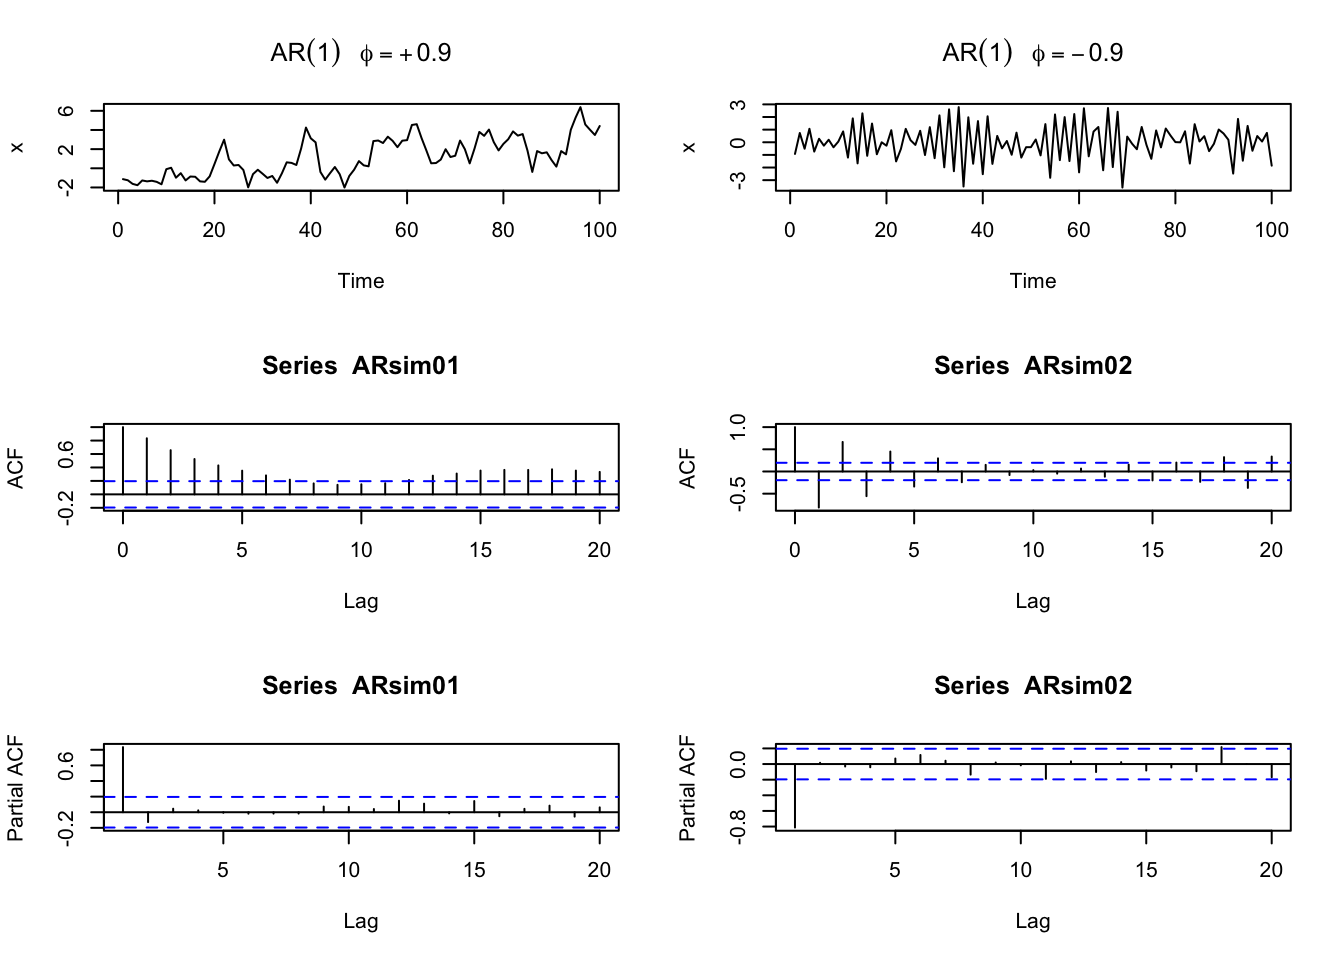 AR(1) ϕ = + 0.9
6
2
-2
x
0 20 40 60 80 100
Time
AR(1) ϕ = − 0.9
3
0
-3
x
0 20 40 60 80 100
Time
Series ARsim01
0.6
-0.2
ACF
0 5 10 15 20
Lag
Series ARsim02
1.0
-0.5
ACF
0 5 10 15 20
Lag
Series ARsim01
0.6
-0.2
Partial ACF
5 10 15 20
Lag
Series ARsim02
0.0
-0.8
Partial ACF
5 10 15 20
Lag